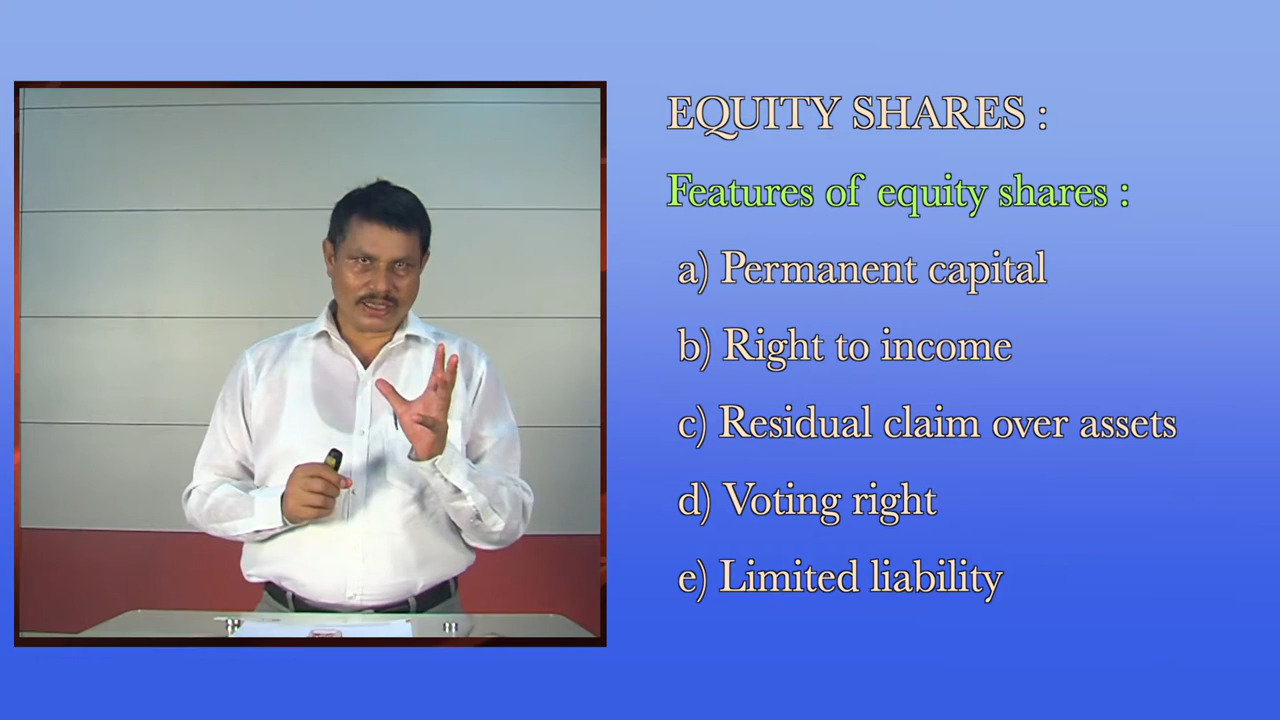 EQUITY SHARES :
Features of equity shares :
a) Permanent capital
b) Right to income
c) Residual claim over assets
d) Voting right
e) Limited liability